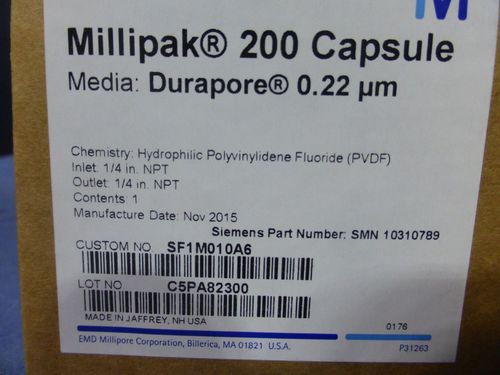 M
Millipak® 200 Capsule
Media: Durapore® 0.22 µm
Chemistry: Hydrophilic Polyvinylidene Fluoride (PVDF)
Inlet: 1/4 in. NPT
Outlet: 1/4 in. NPT
Contents: 1
Manufacture Date: Nov 2015
Siemens Part Number: SMN 10310789
CUSTOM NO SF1M010A6
LOT NO C5PA82300
MADE IN JAFFREY, NH USA
0176
EMD Millipore Corporation, Billerica, MA 01821 U.S.A. P31263